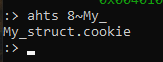 :> ahts 8~My_
My_struct.cookie
:>